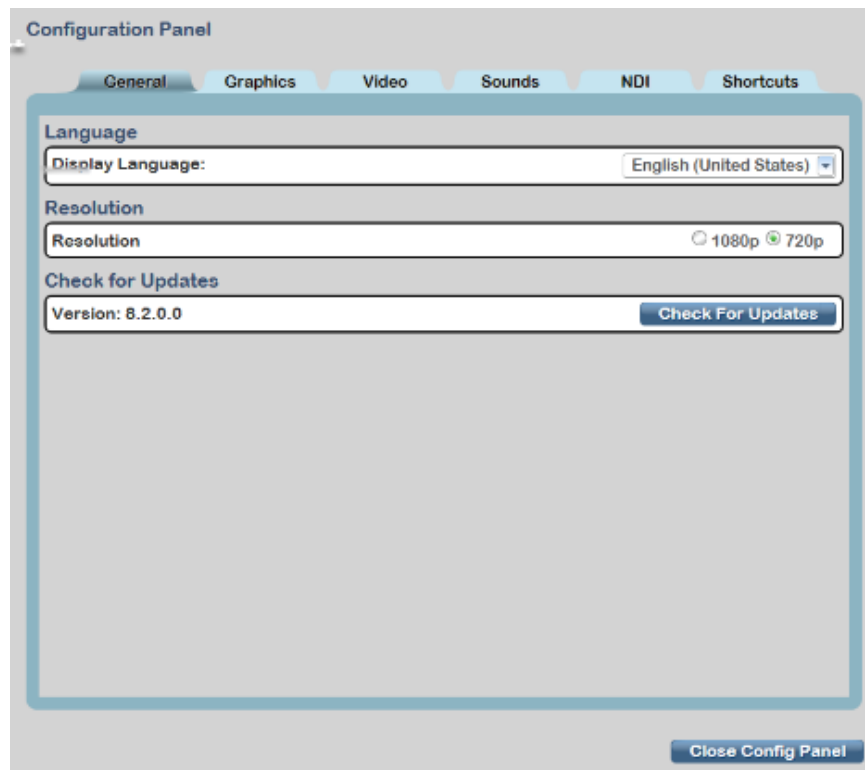 Configuration Panel
General Graphics Video Sounds NDI Shortcuts
Language
Display Language: English (United States)
Resolution
Resolution 1080p 720p
Check for Updates
Version: 8.2.0.0 Check For Updates
Close Config Panel